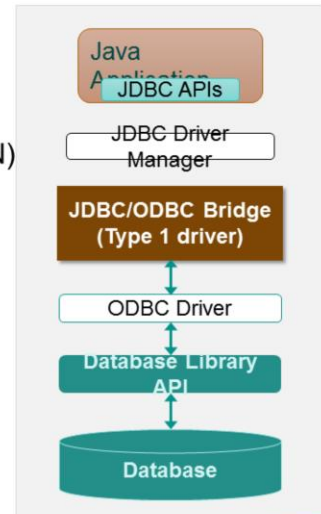 Java
Application
JDBC APIs
N)
JDBC Driver
Manager
JDBC/ODBC Bridge
(Type 1 driver)
ODBC Driver
Database Library
API
Database